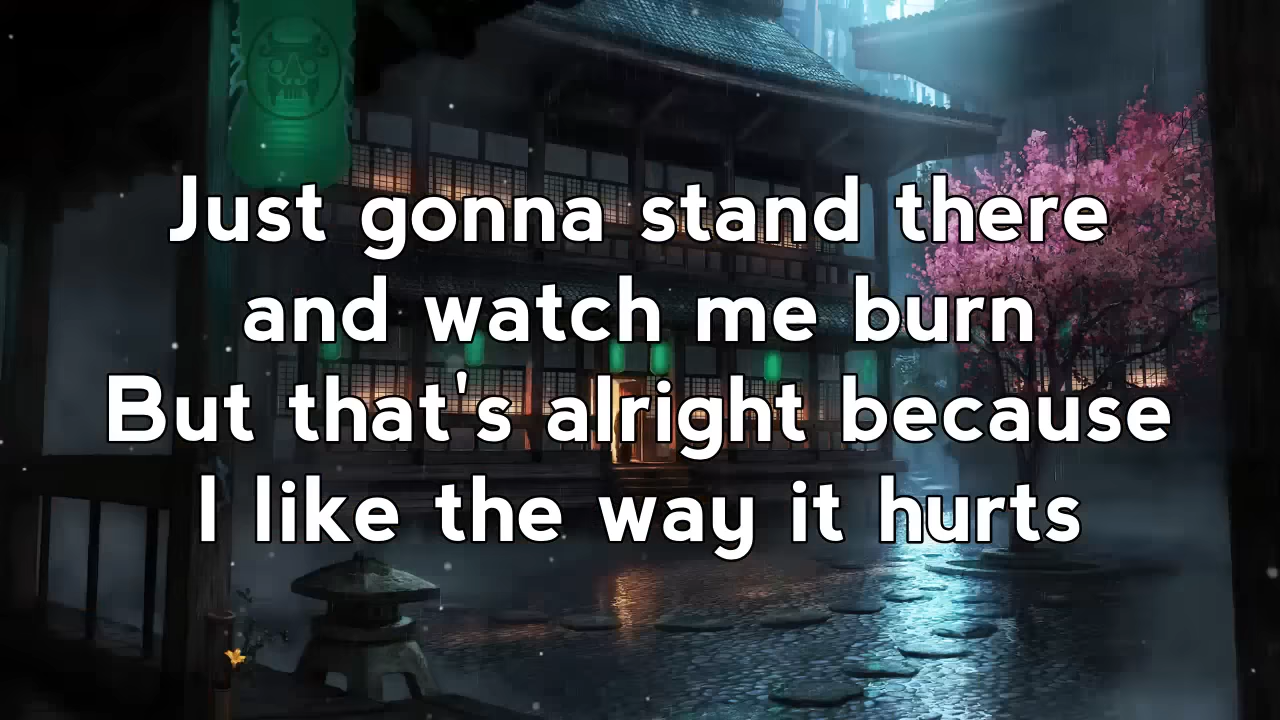 Just gonna stand there
and watch me burn
But that's alright because
I like the way it hurts